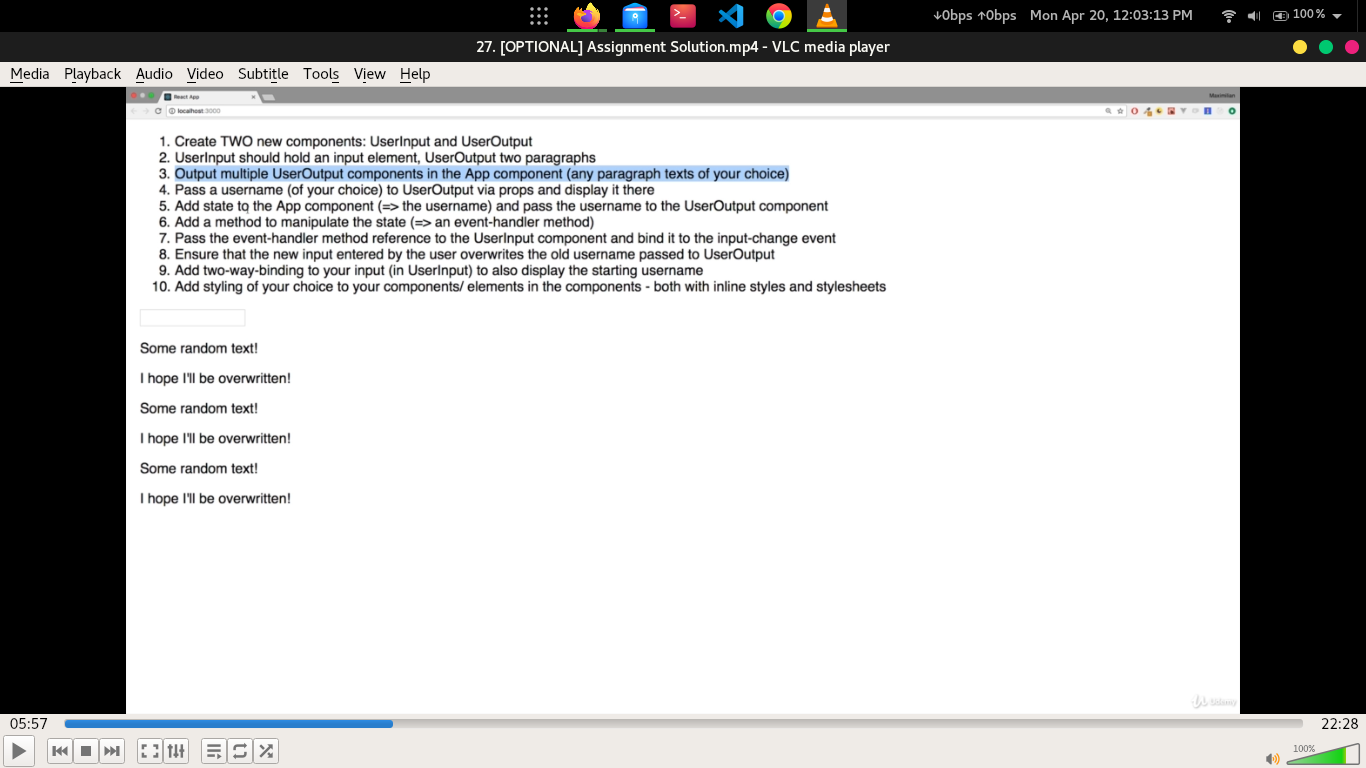 ↓0bps ↑0bps Mon Apr 20, 12:03:13 PM 100 %
27. [OPTIONAL] Assignment Solution.mp4 - VLC media player
Media Playback Audio Video Subtitle Tools View Help
React App
Maximilian
localhost:3000
1. Create TWO new components: UserInput and UserOutput
2. UserInput should hold an input element, UserOutput two paragraphs
3. Output multiple UserOutput components in the App component (any paragraph texts of your choice)
4. Pass a username (of your choice) to UserOutput via props and display it there
5. Add state to the App component (=> the username) and pass the username to the UserOutput component
6. Add a method to manipulate the state (=> an event-handler method)
7. Pass the event-handler method reference to the UserInput component and bind it to the input-change event
8. Ensure that the new input entered by the user overwrites the old username passed to UserOutput
9. Add two-way-binding to your input (in UserInput) to also display the starting username
10. Add styling of your choice to your components/ elements in the components - both with inline styles and stylesheets
Some random text!
I hope I'll be overwritten!
Some random text!
I hope I'll be overwritten!
Some random text!
I hope I'll be overwritten!
Udemy
05:57 22:28
100%